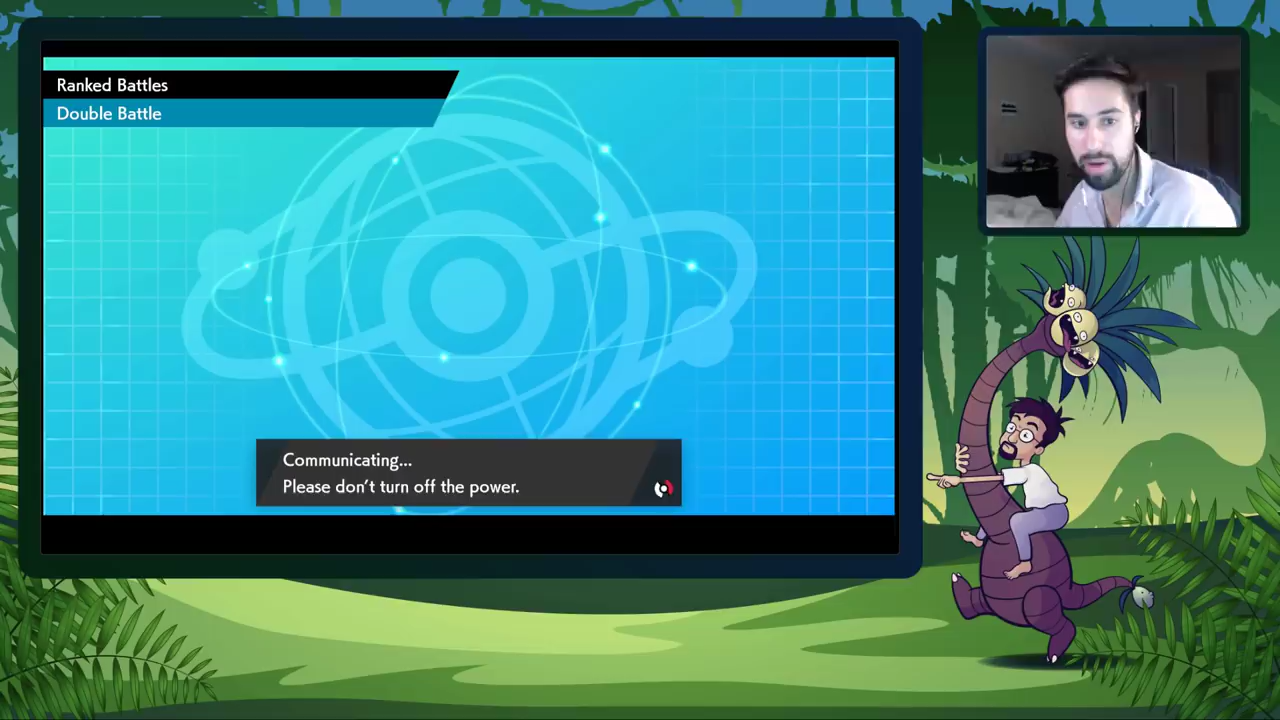 Ranked Battles
Double Battle
Communicating...
Please don't turn off the power.